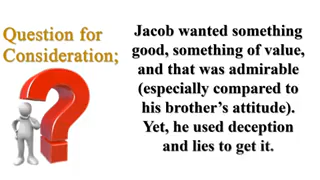 Question for
Consideration;
Jacob wanted something
good, something of value,
and that was admirable
(especially compared to
his brother's attitude).
Yet, he used deception
and lies to get it.